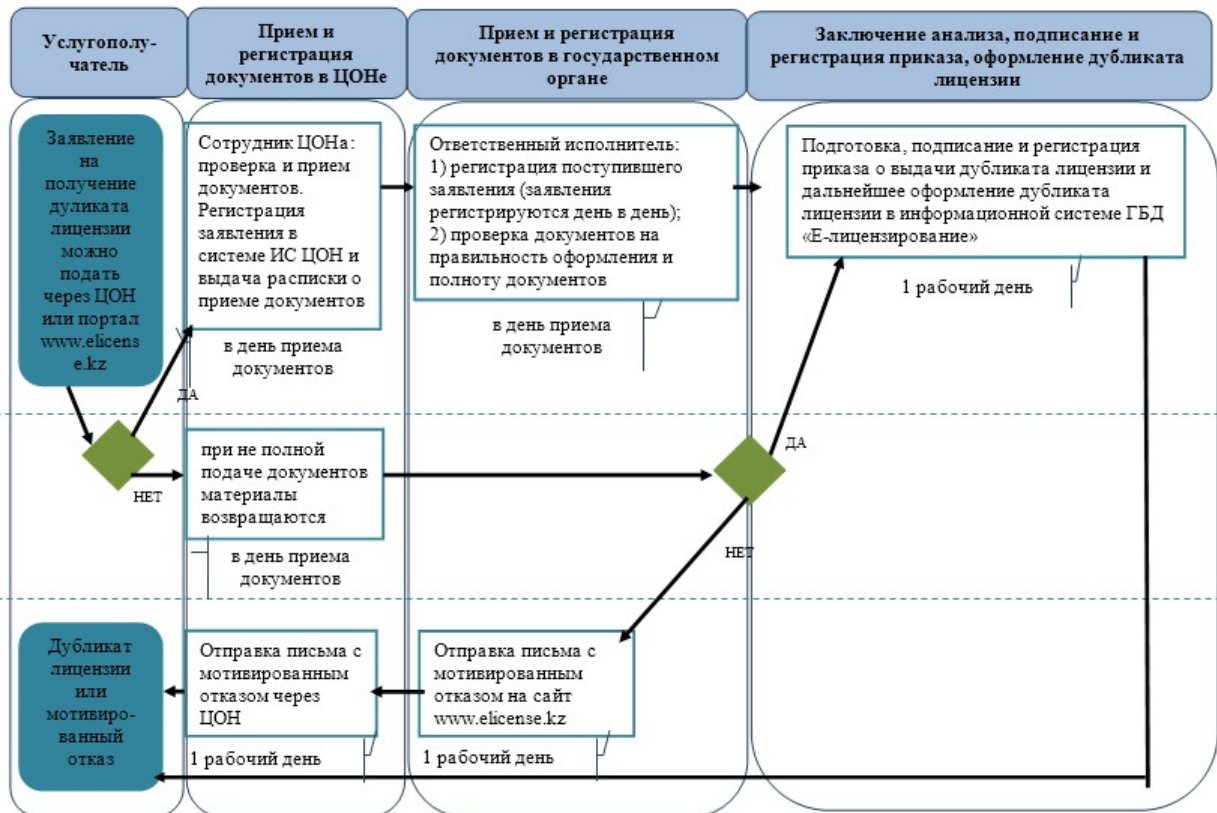 Услугополу-
чатель
Прием и
регистрация
документов в ЦОНе
Прием и регистрация
документов в государственном
органе
Заключение анализа, подписание и
регистрация приказа, оформление дубликата
лицензии
Заявление
на
получение
дуликата
лицензии
можно
подать
через ЦОН
или портал
www.elicens
e.kz
Сотрудник ЦОНа:
проверка и прием
документов.
Регистрация
заявления в
системе ИС ЦОН и
выдача расписки о
приеме документов
в день приема
документов
Ответственный исполнитель:
1) регистрация поступившего
заявления (заявления
регистрируются день в день);
2) проверка документов на
правильность оформления и
полноту документов
в день приема
документов
Подготовка, подписание и регистрация
приказа о выдачи дубликата лицензии и
дальнейшее оформление дубликата
лицензии в информационной системе ГБД
«Е-лицензирование»
1 рабочий день
ДА
НЕТ
при не полной
подаче документов
материалы
возвращаются
в день приема
документов
ДА
НЕТ
Дубликат
лицензии
или
мотивиро-
ванный
отказ
Отправка письма с
мотивированным
отказом через
ЦОН
1 рабочий день
Отправка письма с
мотивированным
отказом на сайт
www.elicense.kz
1 рабочий день